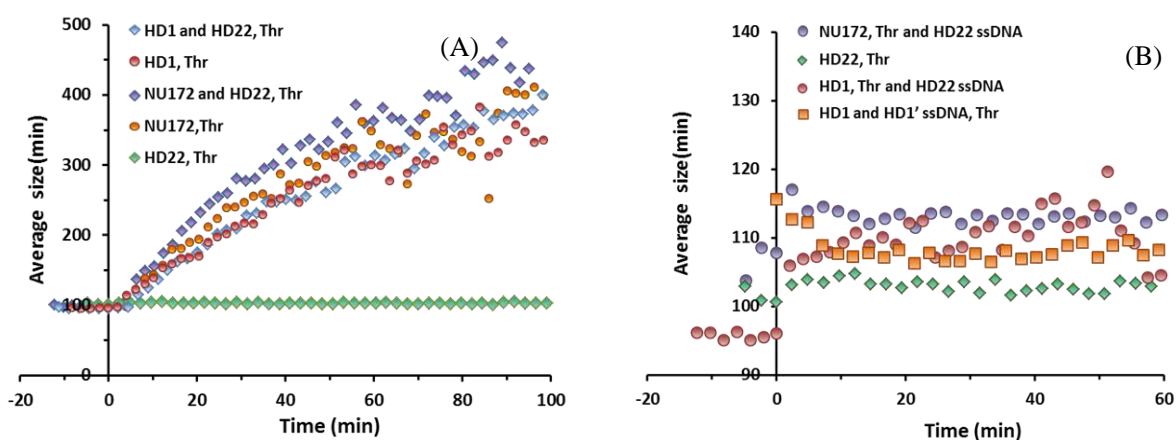 (A)
HD1 and HD22, Thr
HD1, Thr
NU172 and HD22, Thr
NU172,Thr
HD22, Thr
Average size(min)
500
400
300
200
100
0
-20
0
20
40
60
80
100
Time (min)
(B)
NU172, Thr and HD22 ssDNA
HD22, Thr
HD1, Thr and HD22 ssDNA
HD1 and HD1' ssDNA, Thr
Average size(min)
140
130
120
110
100
90
-20
0
20
40
60
Time (min)